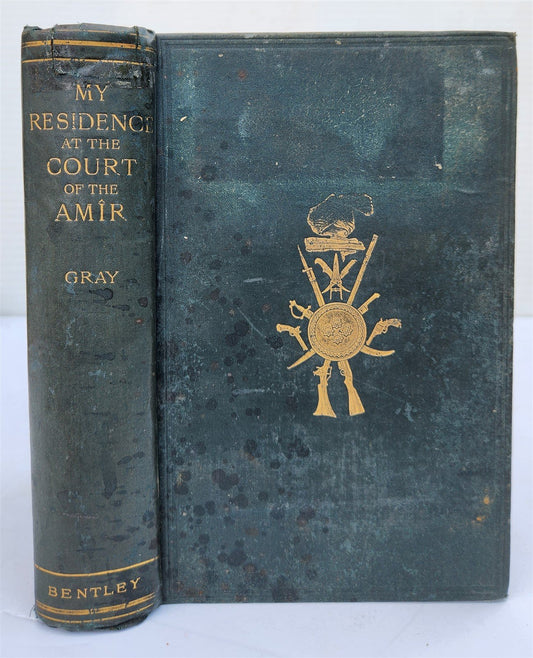 MY
RESIDENCE
AT THE
COURT
OF THE
AMÎR
GRAY
BENTLEY